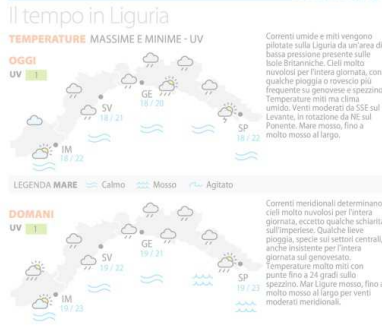 Il tempo in Liguria
TEMPERATURE MASSIME E MINIME - UV
OGGI
UV 1
GE
18 / 20
SV
18 / 21
SP
18 / 22
IM
18 / 22
Correnti umide e miti vengono
pilotate sulla Liguria da un'area di
bassa pressione presente sulle
Isole Britanniche. Cieli molto
nuvolosi per l'intera giornata, con
qualche pioggia o rovescio più
frequente su genovese e spezzino.
Temperature miti ma clima
umido. Venti moderati da SSE sul
Levante, in rotazione da NE sul
Ponente. Mare mosso, fino a
molto mosso al largo.
LEGENDA MARE Calmo Mosso Agitato
DOMANI
UV 1
GE
19 / 21
SV
19 / 22
SP
19 / 23
IM
19 / 23
Correnti meridionali determinano
cieli molto nuvolosi per l'intera
giornata, eccetto qualche schiarita
sull'imperiese. Qualche lieve
pioggia, specie sui settori centrali,
anche insistente per l'intera
giornata sul genovesato.
Temperature molto miti con
punte fino a 24 gradi sullo
spezzino. Mar Ligure mosso, fino a
molto mosso al largo per venti
moderati meridionali.